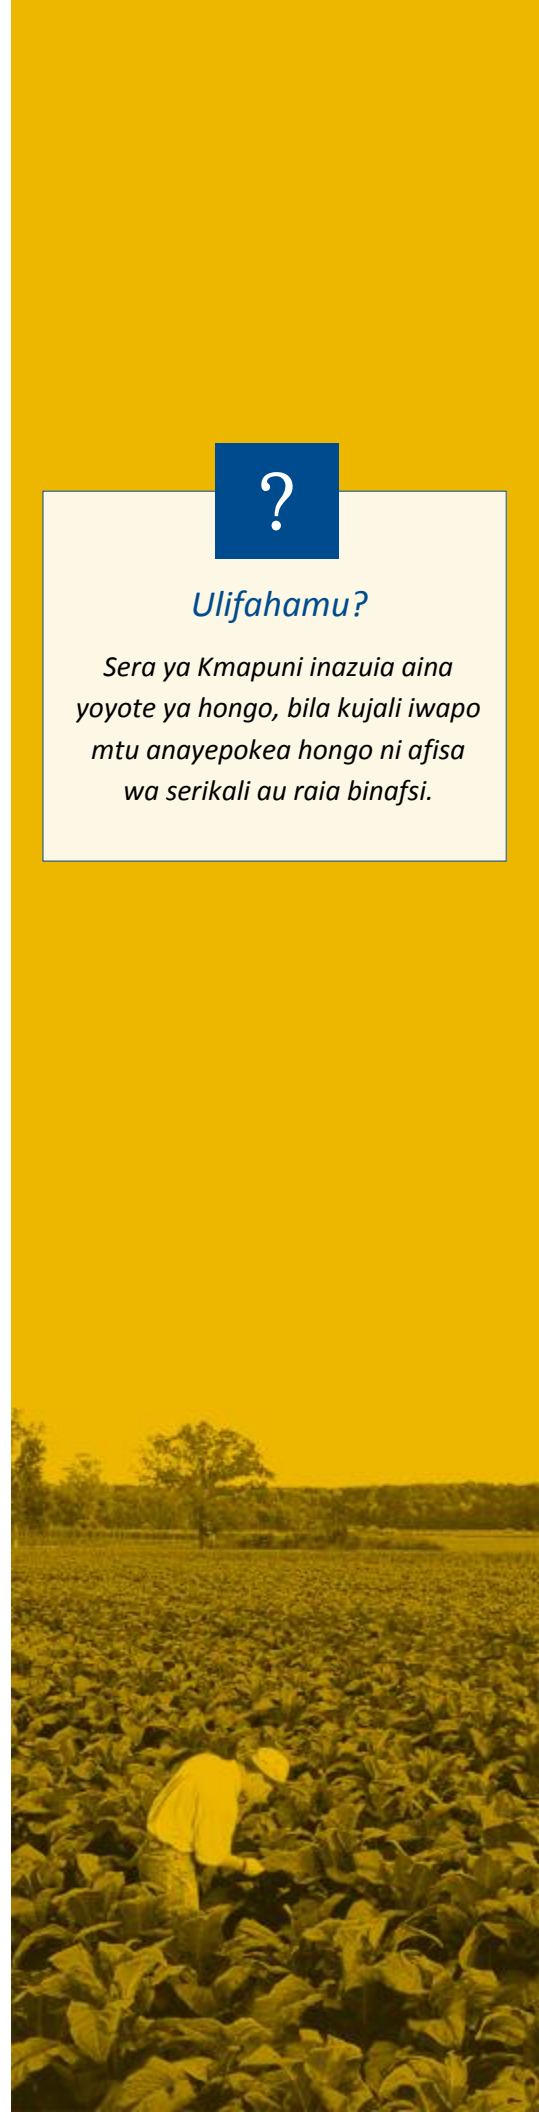 ?
Ulifahamu?
Sera ya Kmapuni inazuia aina
yoyote ya hongo, bila kujali iwapo
mtu anayepokea hongo ni afisa
wa serikali au raia binafsi.